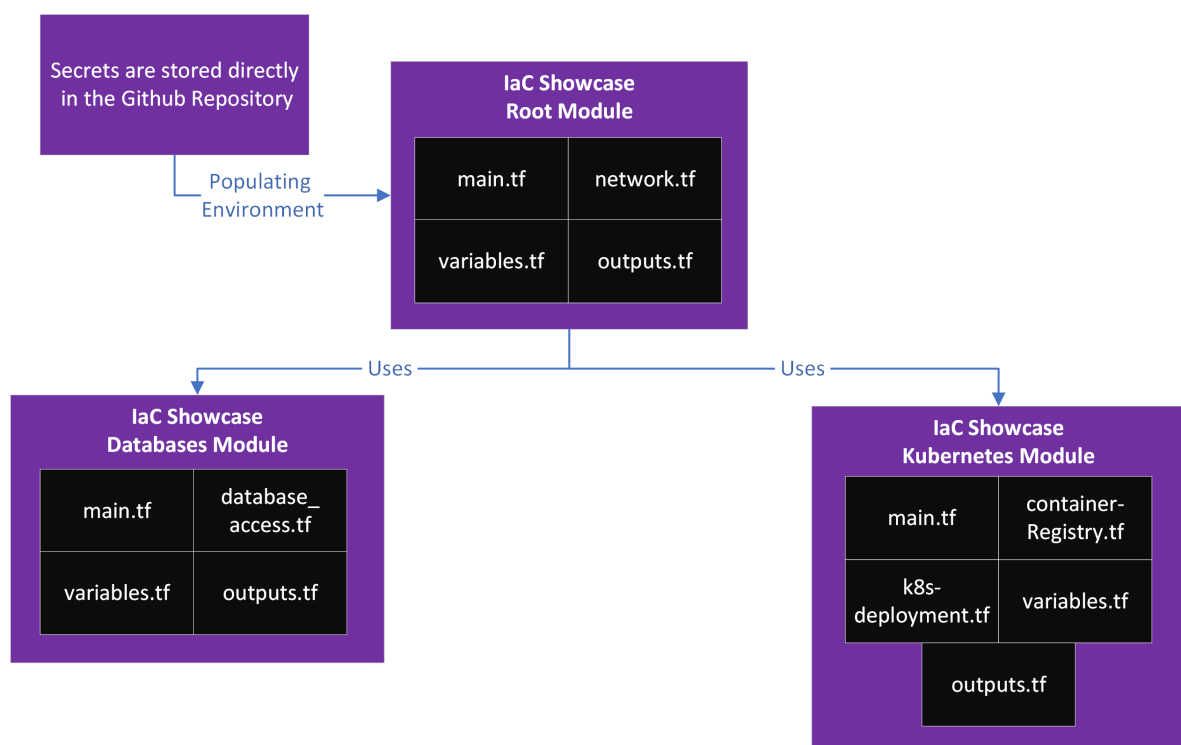 Secrets are stored directly
in the Github Repository
Populating
Environment
IaC Showcase
Root Module
main.tf
network.tf
variables.tf
outputs.tf
Uses
Uses
IaC Showcase
Databases Module
main.tf
database_
access.tf
variables.tf
outputs.tf
IaC Showcase
Kubernetes Module
main.tf
container-
Registry.tf
k8s-
deployment.tf
variables.tf
outputs.tf